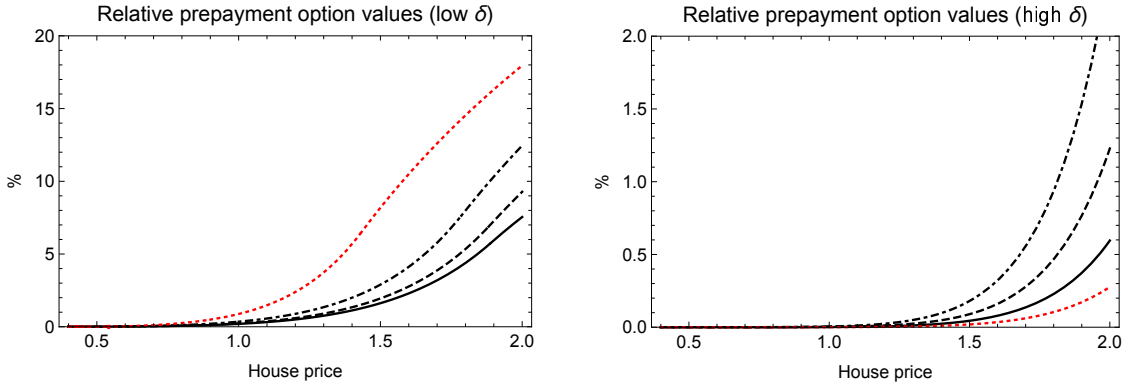 Relative prepayment option values (low δ)
20
15
10
5
0
%
0.5 1.0 1.5 2.0
House price
Relative prepayment option values (high δ)
2.0
1.5
1.0
0.5
0.0
%
0.5 1.0 1.5 2.0
House price